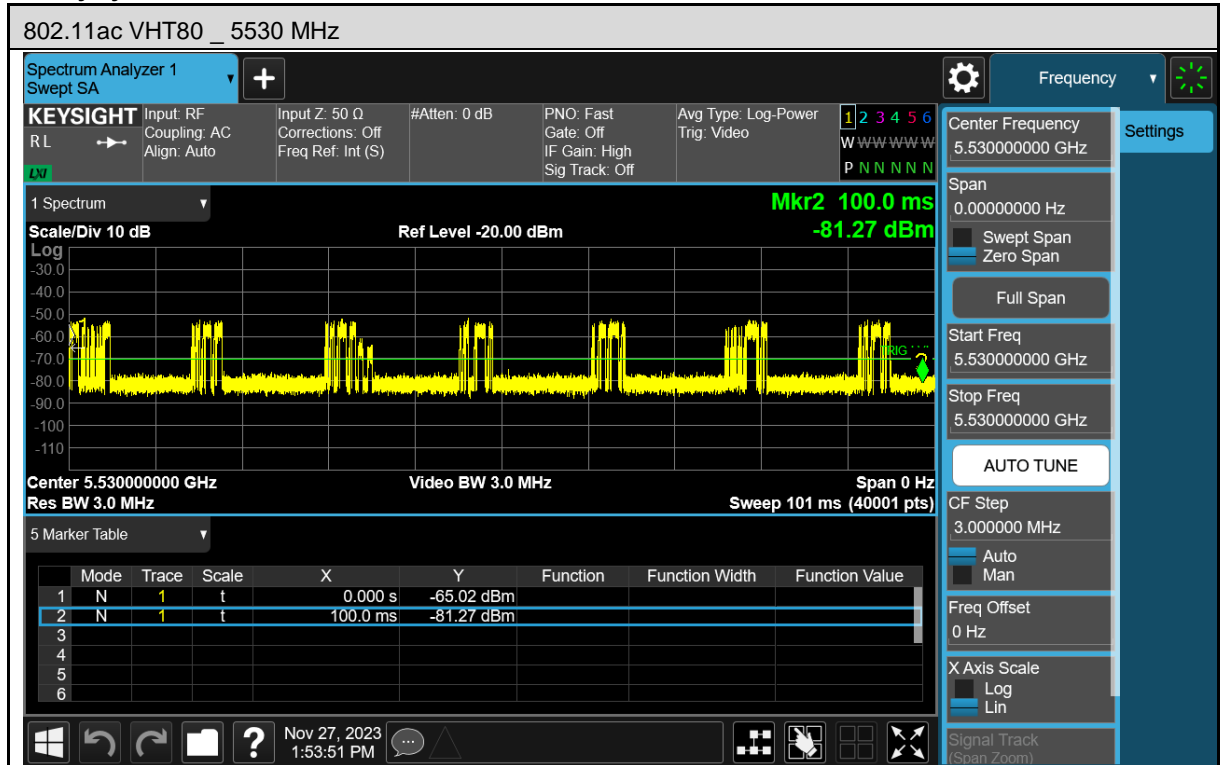 802.11ac VHT80 _ 5530 MHz
Spectrum Analyzer 1
Swept SA
Frequency
KEYSIGHT
RL
LXI
Input: RF
Coupling: AC
Align: Auto
Input Z: 50 Ω
Corrections: Off
Freq Ref: Int (S)
#Atten: 0 dB
PNO: Fast
Gate: Off
IF Gain: High
Sig Track: Off
Avg Type: Log-Power
Trig: Video
1 2 3 4 5 6
W W W W W W
P N N N N N
Center Frequency
5.530000000 GHz
Settings
Span
0.00000000 Hz
Swept Span
Zero Span
Full Span
Start Freq
5.530000000 GHz
Stop Freq
5.530000000 GHz
AUTO TUNE
CF Step
3.000000 MHz
Auto
Man
Freq Offset
0 Hz
X Axis Scale
Log
Lin
Signal Track
(Span Zoom)
1 Spectrum
Mkr2 100.0 ms
Scale/Div 10 dB
Ref Level -20.00 dBm
-81.27 dBm
Log
-30.0
-40.0
-50.0
-60.0
-70.0
-80.0
-90.0
-100
-110
Center 5.530000000 GHz
Video BW 3.0 MHz
Span 0 Hz
Res BW 3.0 MHz
Sweep 101 ms (40001 pts)
5 Marker Table
Mode Trace Scale X Y Function Function Width Function Value
1 N 1 t 0.000 s -65.02 dBm
2 N 1 t 100.0 ms -81.27 dBm
3
4
5
6
?
Nov 27, 2023
1:53:51 PM